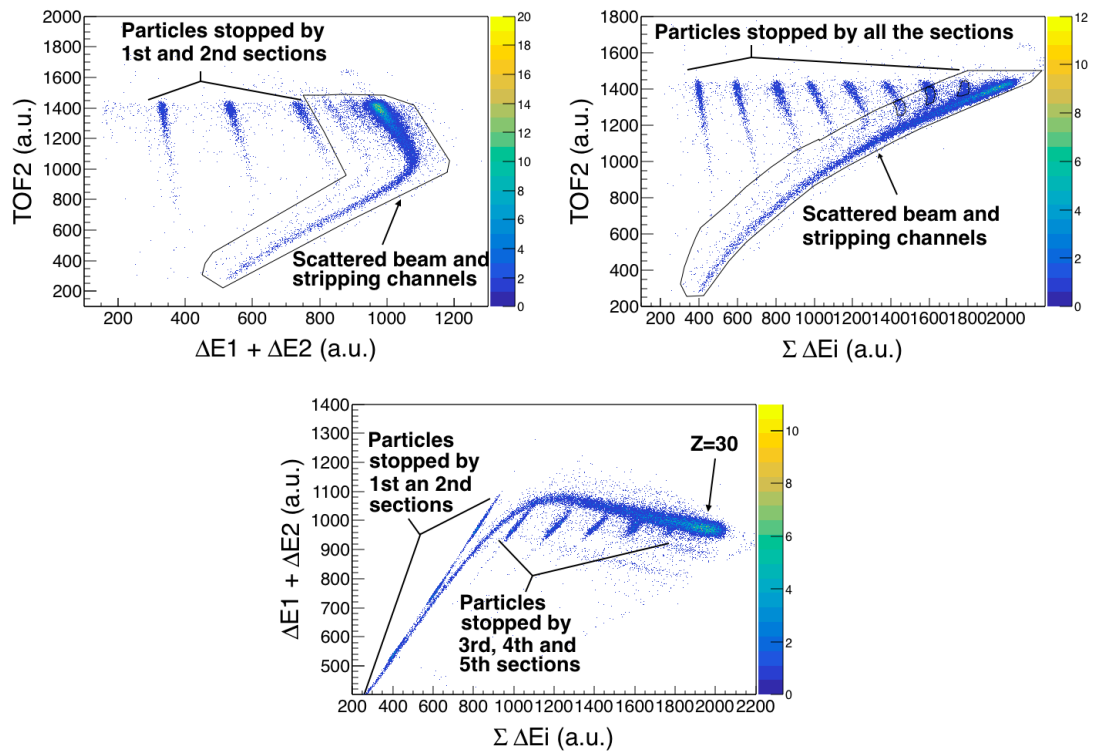 2000
1800
1600
1400
1200
1000
800
600
400
200
TOF2 (a.u.)
Particles stopped by
1st and 2nd sections
Scattered beam and
stripping channels
200 400 600 800 1000 1200
ΔE1 + ΔE2 (a.u.)
20
18
16
14
12
10
8
6
4
2
0
1800
1600
1400
1200
1000
800
600
400
200
TOF2 (a.u.)
Particles stopped by all the sections
Scattered beam and
stripping channels
200 400 600 800 1000 1200 1400 1600 1800 2000
Σ ΔEi (a.u.)
12
10
8
6
4
2
0
1400
1300
1200
1100
1000
900
800
700
600
500
ΔE1 + ΔE2 (a.u.)
Particles
stopped by
1st an 2nd
sections
Z=30
Particles
stopped by
3rd, 4th and
5th sections
200 400 600 800 1000 1200 1400 1600 1800 2000 2200
Σ ΔEi (a.u.)
10
8
6
4
2
0